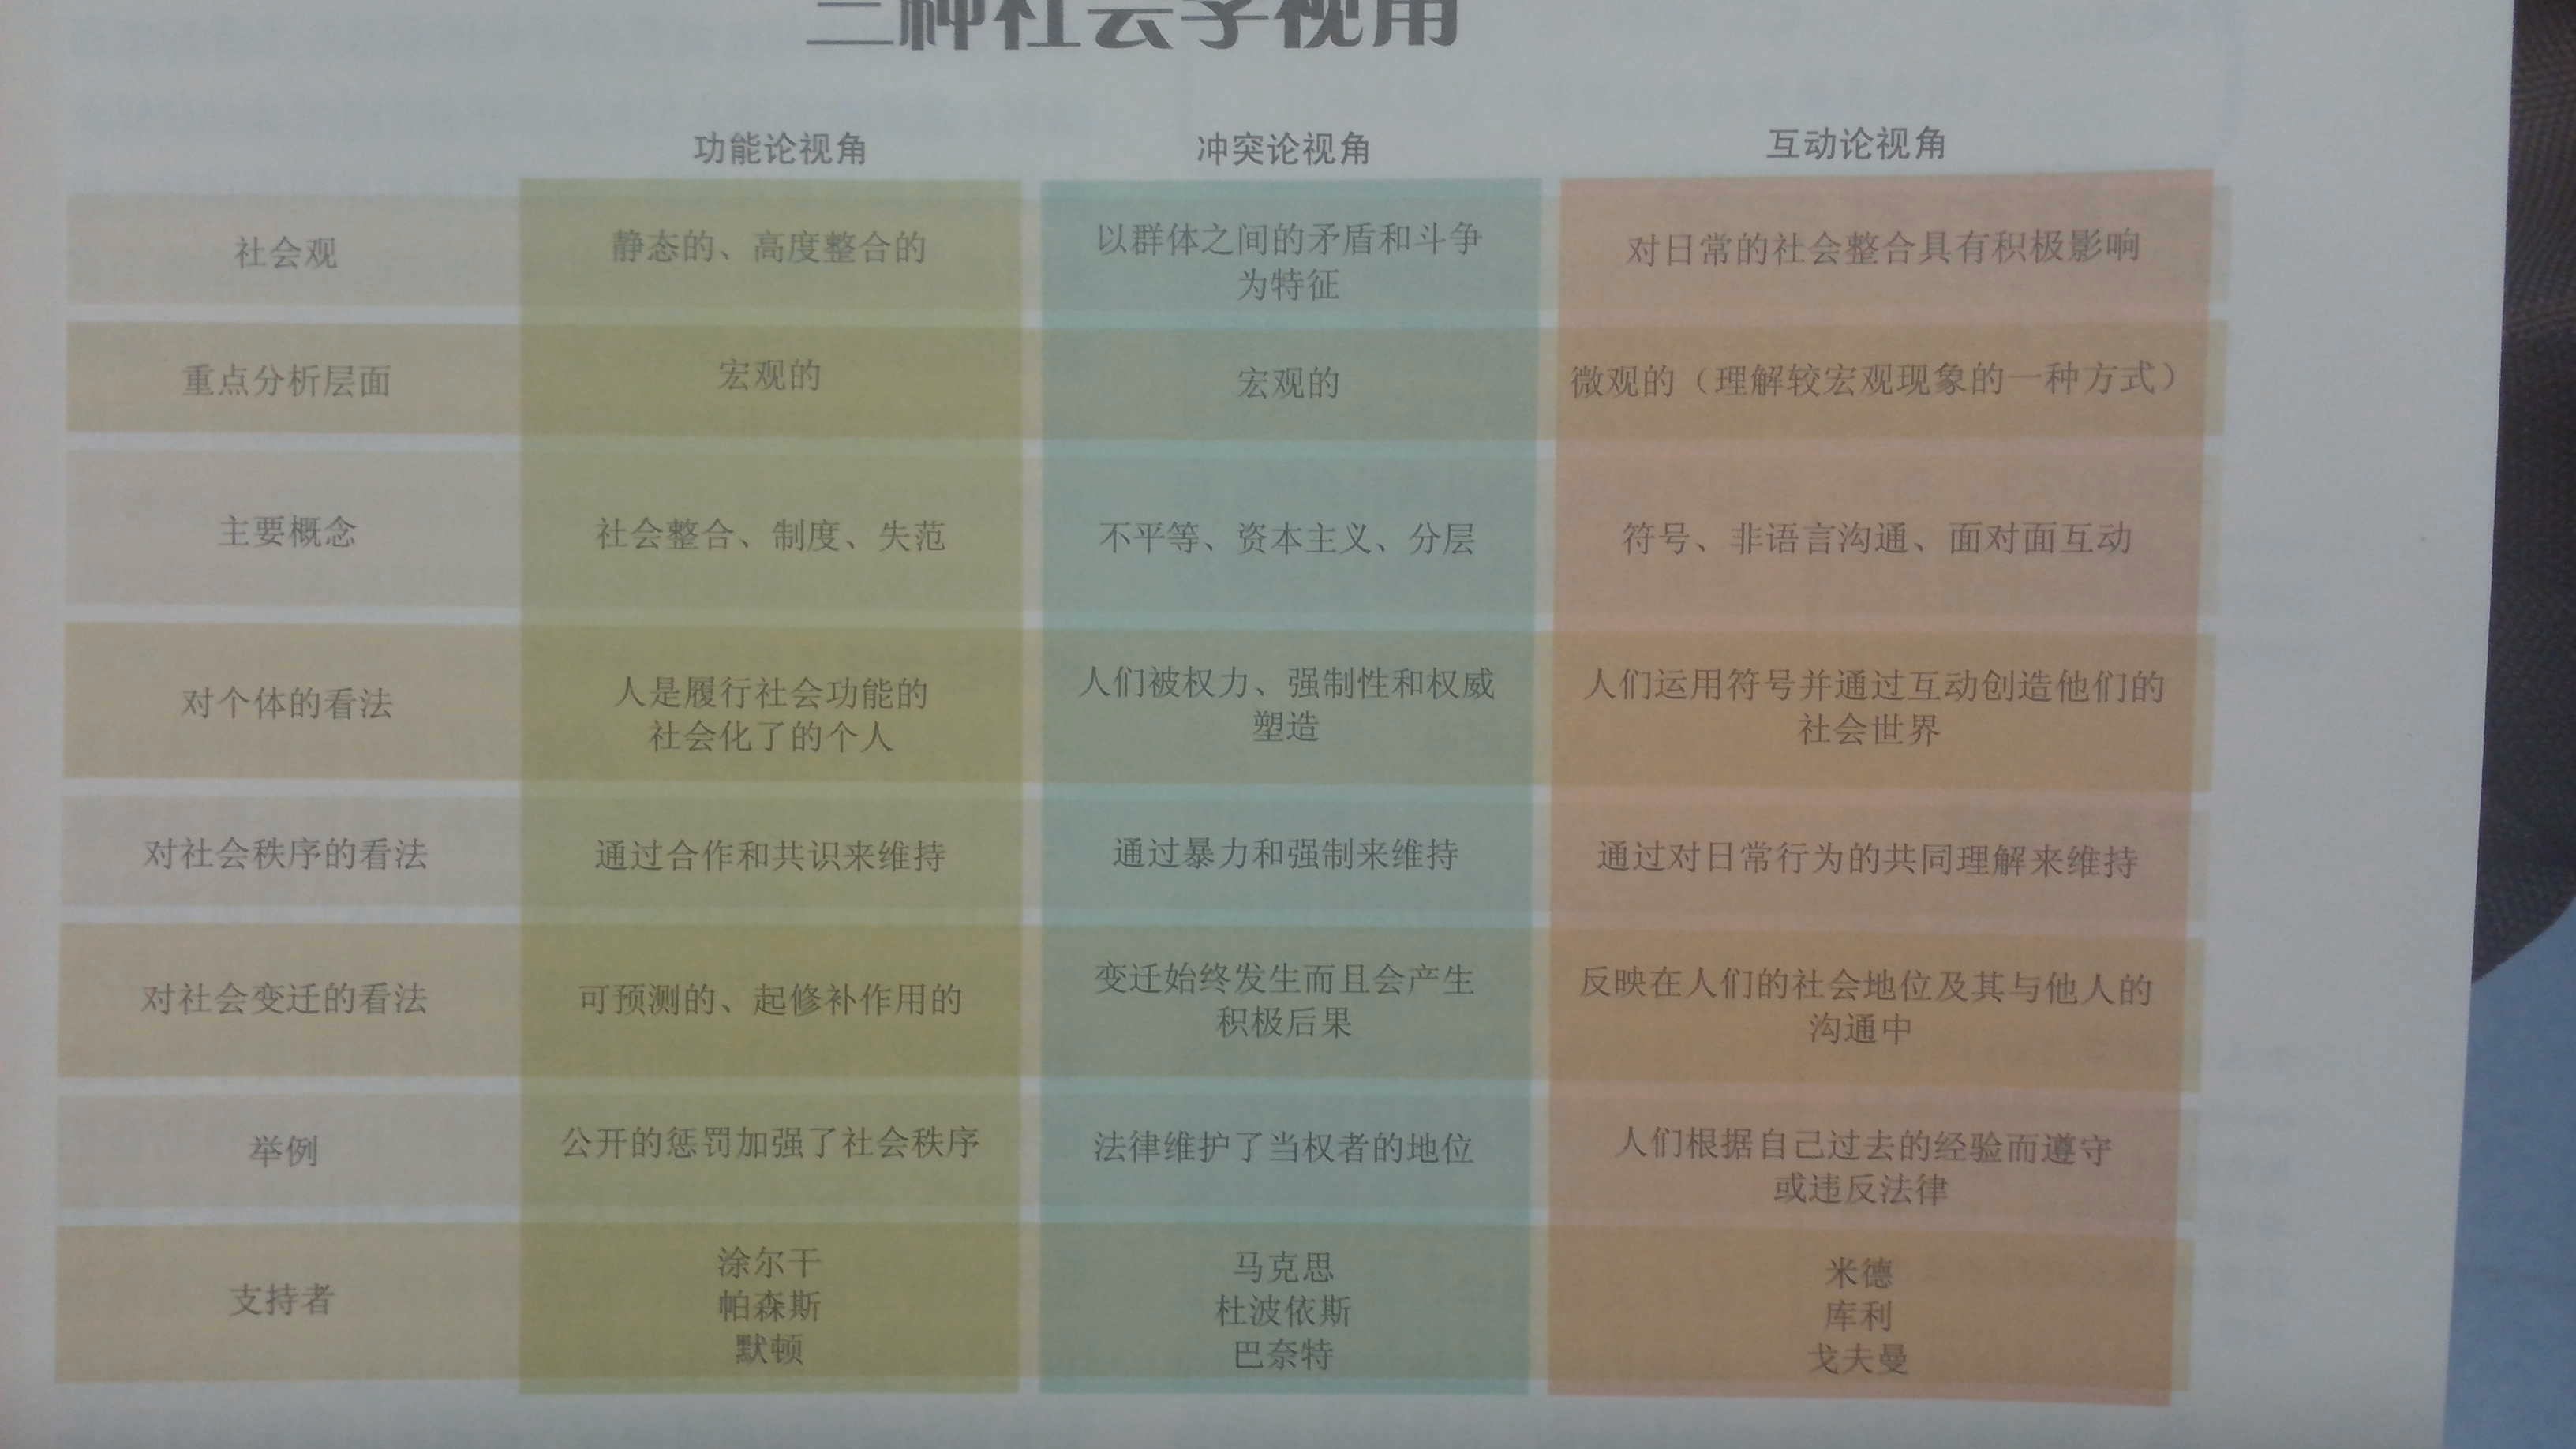 三种社会学视角
功能论视角 冲突论视角 互动论视角
社会观 静态的、高度整合的 以群体之间的矛盾和斗争 对日常的社会整合具有积极影响
为特征
重点分析层面 宏观的 宏观的 微观的（理解较宏观现象的一种方式）
主要概念 社会整合、制度、失范 不平等、资本主义、分层 符号、非语言沟通、面对面互动
对个体的看法 人是履行社会功能的 人们被权力、强制性和权威 人们运用符号并通过互动创造他们的
社会化了的个人 塑造 社会世界
对社会秩序的看法 通过合作和共识来维持 通过暴力和强制来维持 通过对日常行为的共同理解来维持
对社会变迁的看法 可预测的、起修补作用的 变迁始终发生而且会产生 反映在人们的社会地位及其与他人的
积极后果 沟通中
举例 公开的惩罚加强了社会秩序 法律维护了当权者的地位 人们根据自己过去的经验而遵守
或违反法律
支持者 涂尔干 马克思 米德
帕森斯 杜波依斯 库利
默顿 巴奈特 戈夫曼